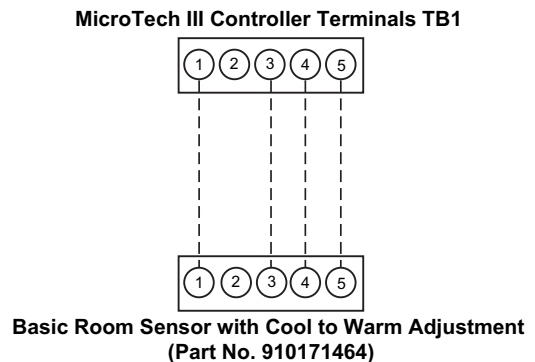 MicroTech III Controller Terminals TB1
1 2 3 4 5
1 2 3 4 5
Basic Room Sensor with Cool to Warm Adjustment
(Part No. 910171464)